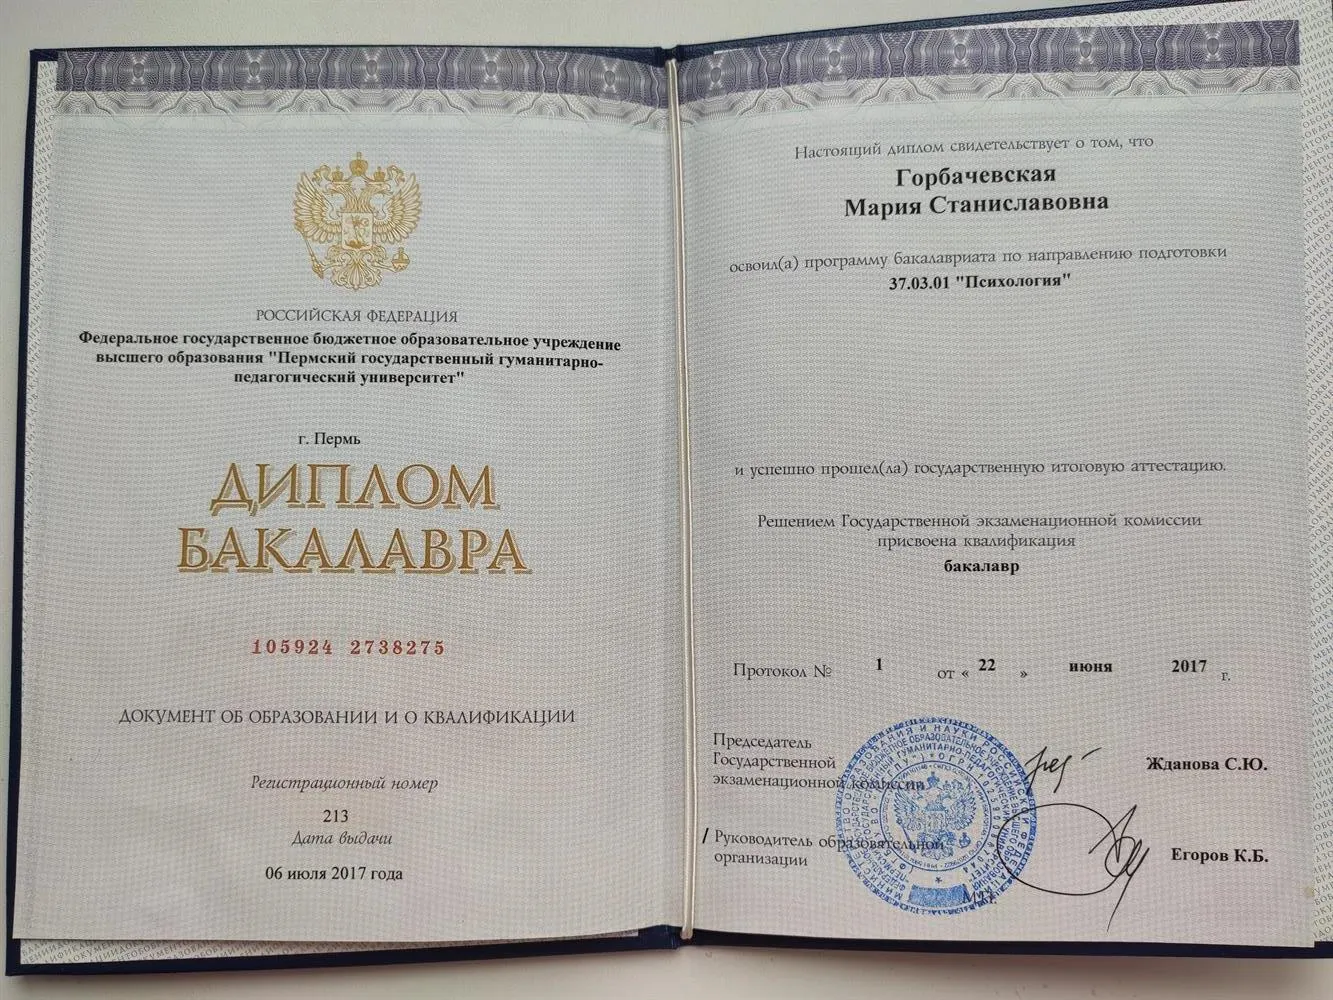 РОССИЙСКАЯ ФЕДЕРАЦИЯ
Федеральное государственное бюджетное образовательное учреждение
высшего образования "Пермский государственный гуманитарно-
педагогический университет"
г. Пермь
ДИПЛОМ
БАКАЛАВРА
105924 2738275
ДОКУМЕНТ ОБ ОБРАЗОВАНИИ И О КВАЛИФИКАЦИИ
Регистрационный номер
213
Дата выдачи
06 июля 2017 года
Настоящий диплом свидетельствует о том, что
Горбачевская
Мария Станиславовна
освоил(а) программу бакалавриата по направлению подготовки
37.03.01 "Психология"
и успешно прошел(ла) государственную итоговую аттестацию.
Решением Государственной экзаменационной комиссии
присвоена квалификация
бакалавр
Протокол № 1 от « 22 » июня 2017 г.
Председатель
Государственной
экзаменационной комиссии
Жданова С.Ю.
/ Руководитель образовательной
организации
Егоров К.Б.
М.П.